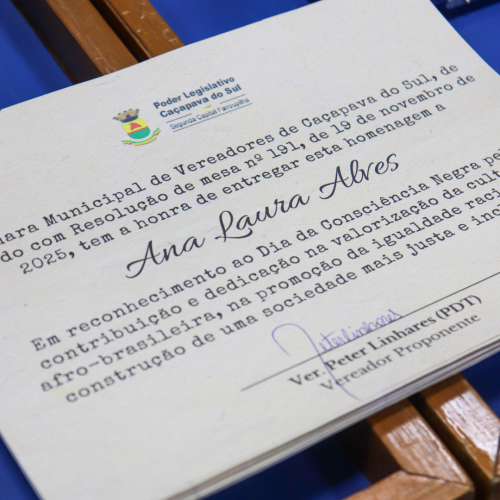 Poder Legislativo
Caçapava do Sul
Segunda Capital Farroupilha
mara Municipal de Vereadores de Caçapava do Sul, de
do com Resolução de mesa nº 191, de 19 de novembro de
2025, tem a honra de entregar esta homenagem a
Ana Laura Alves
Em reconhecimento ao Dia da Consciência Negra pel
contribuição e dedicação na valorização da cult
afro-brasileira, na promoção da igualdade raci
construção de uma sociedade mais justa e inc
Peter Linhares
Ver. Peter Linhares (PDT)
Vereador Proponente